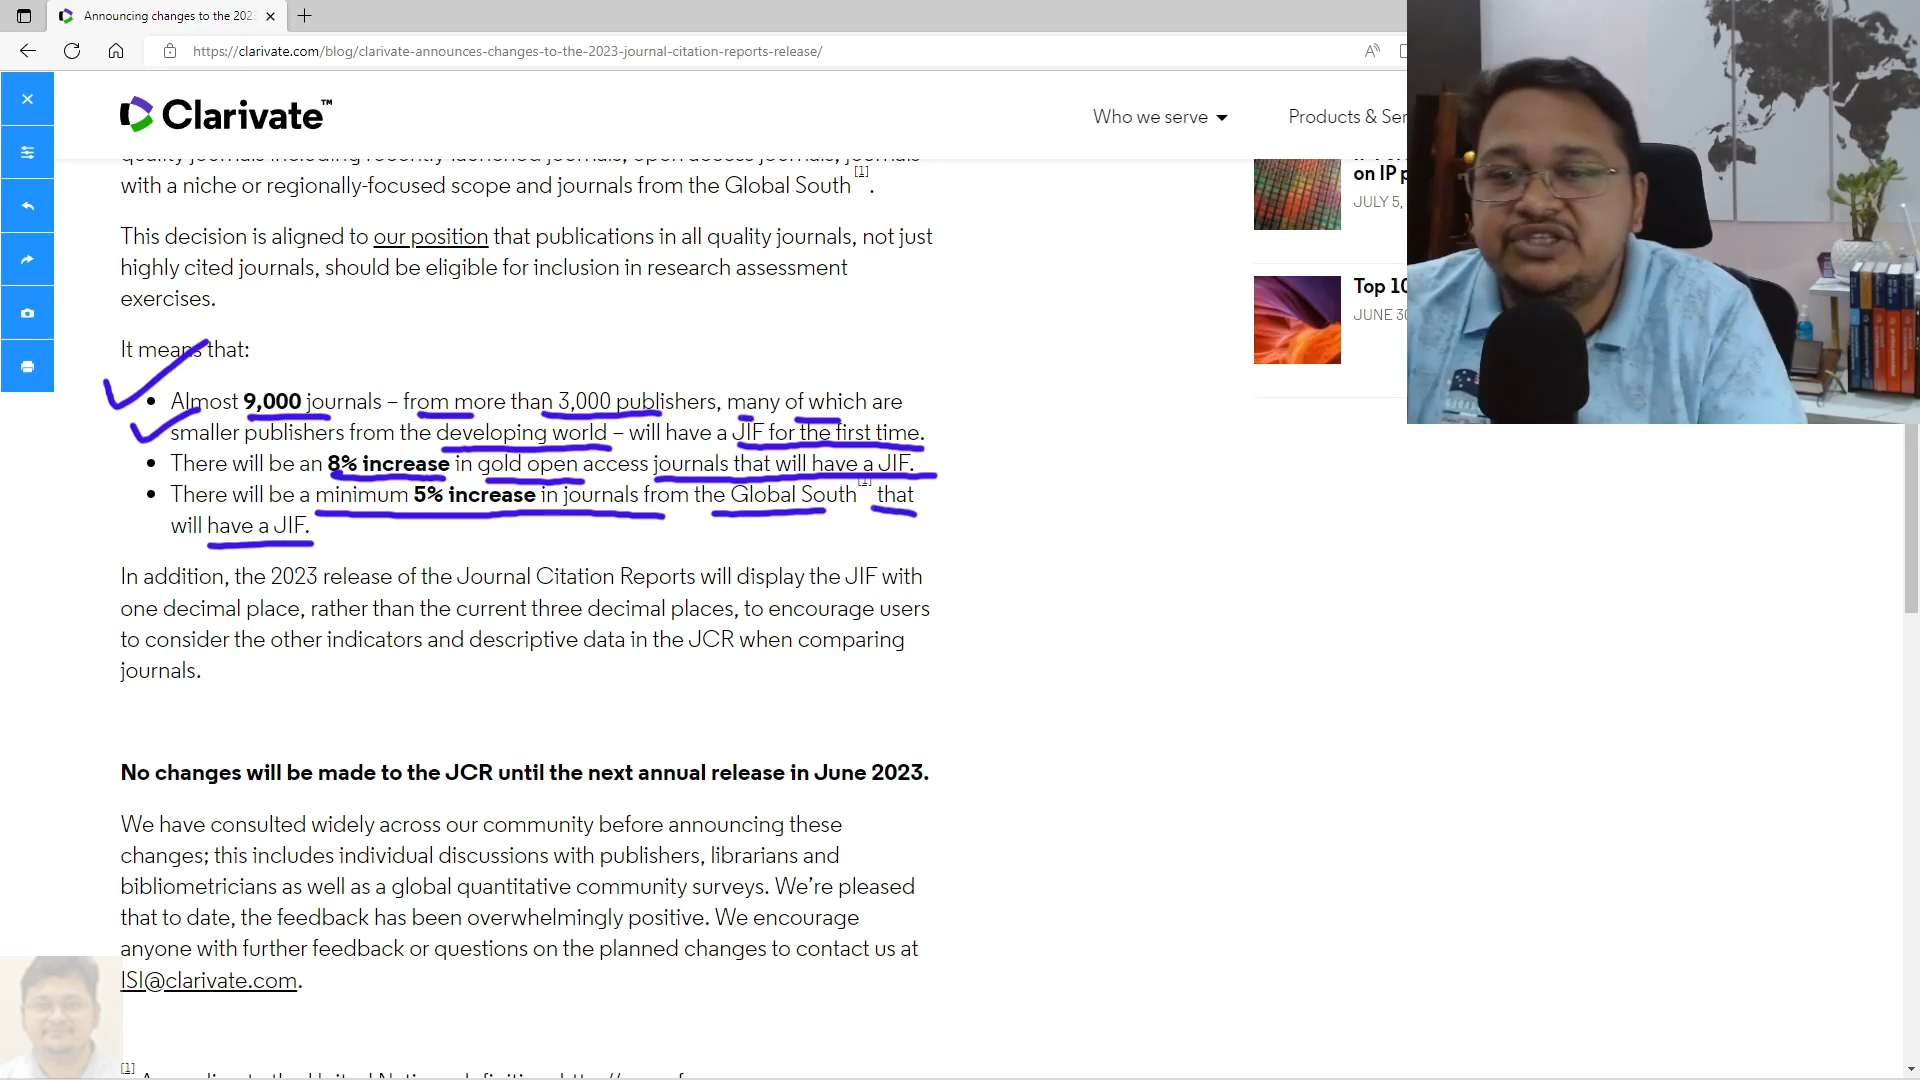 Announcing changes to the 202
https://clarivate.com/blog/clarivate-announces-changes-to-the-2023-journal-citation-reports-release/
Clarivate™
Who we serve
Products & Ser
quality journals including recently launched journals, open access journals, journals
with a niche or regionally-focused scope and journals from the Global South [1].
This decision is aligned to our position that publications in all quality journals, not just
highly cited journals, should be eligible for inclusion in research assessment
exercises.
It means that:
• Almost 9,000 journals – from more than 3,000 publishers, many of which are
smaller publishers from the developing world – will have a JIF for the first time.
• There will be an 8% increase in gold open access journals that will have a JIF.
• There will be a minimum 5% increase in journals from the Global South [1] that
will have a JIF.
In addition, the 2023 release of the Journal Citation Reports will display the JIF with
one decimal place, rather than the current three decimal places, to encourage users
to consider the other indicators and descriptive data in the JCR when comparing
journals.
No changes will be made to the JCR until the next annual release in June 2023.
We have consulted widely across our community before announcing these
changes; this includes individual discussions with publishers, librarians and
bibliometricians as well as a global quantitative community surveys. We're pleased
that to date, the feedback has been overwhelmingly positive. We encourage
anyone with further feedback or questions on the planned changes to contact us at
ISI@clarivate.com.
[1]
on IP p
JULY 5,
Top 10
JUNE 30